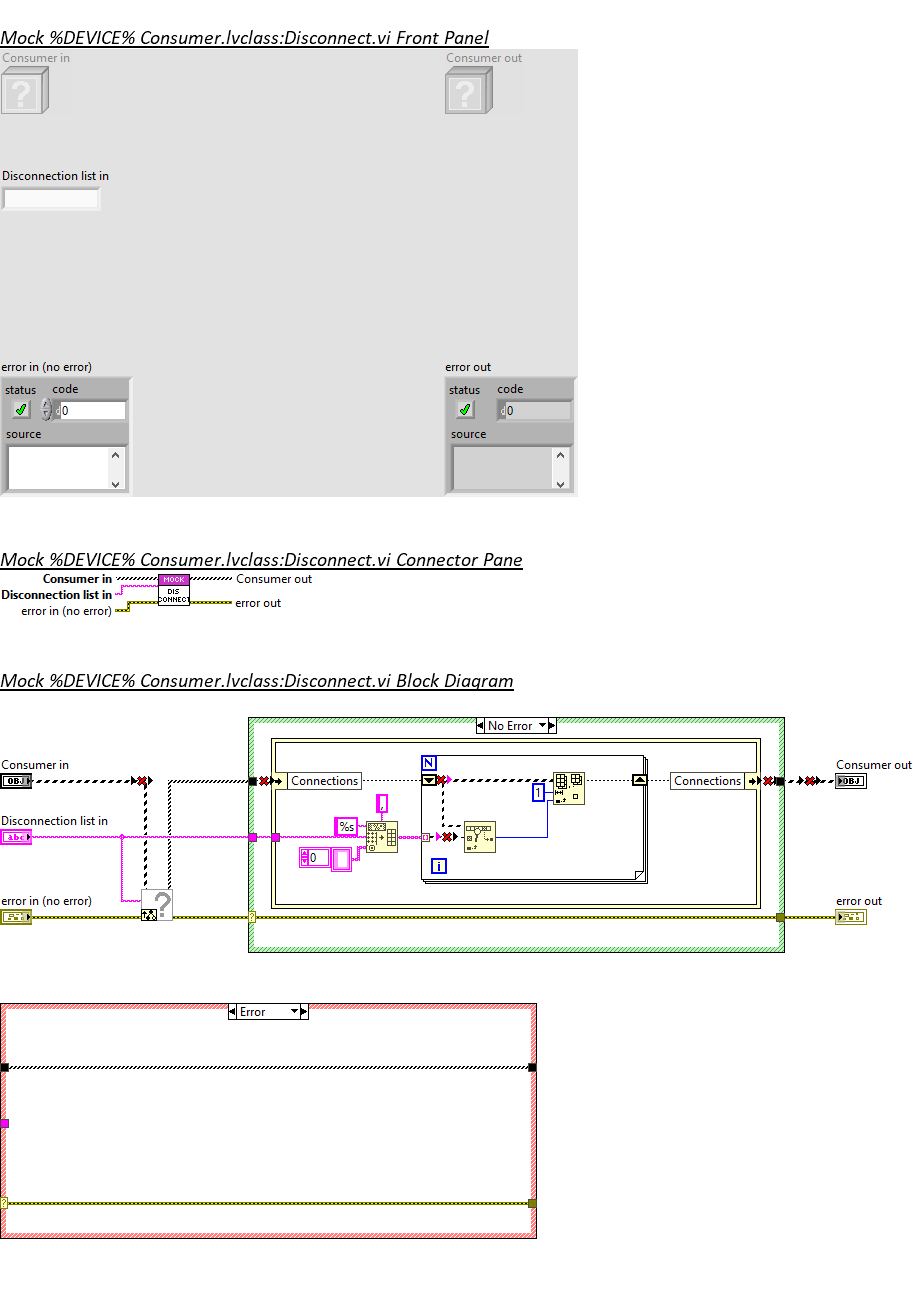 Mock %DEVICE% Consumer.lvclass:Disconnect.vi Front Panel
Consumer in
Consumer out
?
?
Disconnection list in
error in (no error)
error out
status code
status code
d 0
d 0
source
source
Mock %DEVICE% Consumer.lvclass:Disconnect.vi Connector Pane
Consumer in MOCK Consumer out
Disconnection list in DIS
CONNECT
error in (no error) error out
Mock %DEVICE% Consumer.lvclass:Disconnect.vi Block Diagram
No Error
Consumer in
Consumer out
N
OBJ
Connections
Connections
OBJ
1
,
Disconnection list in
%s
abc
0
i
error in (no error)
?
error out
?
Error
?